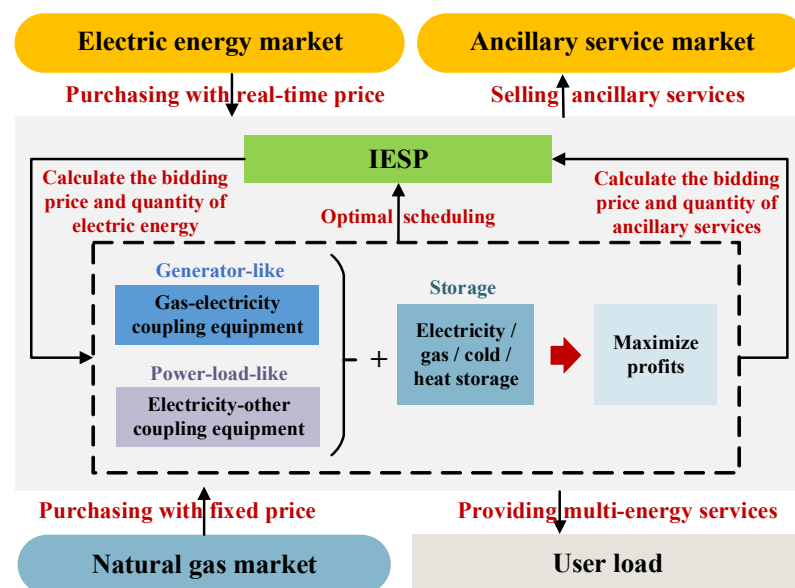 Electric energy market
Ancillary service market
Purchasing with real-time price
Selling ancillary services
IESP
Calculate the bidding
price and quantity of
electric energy
Optimal scheduling
Calculate the bidding
price and quantity of
ancillary services
Generator-like
Gas-electricity
coupling equipment
Power-load-like
Electricity-other
coupling equipment
+
Storage
Electricity /
gas / cold /
heat storage
Maximize
profits
Purchasing with fixed price
Providing multi-energy services
Natural gas market
User load